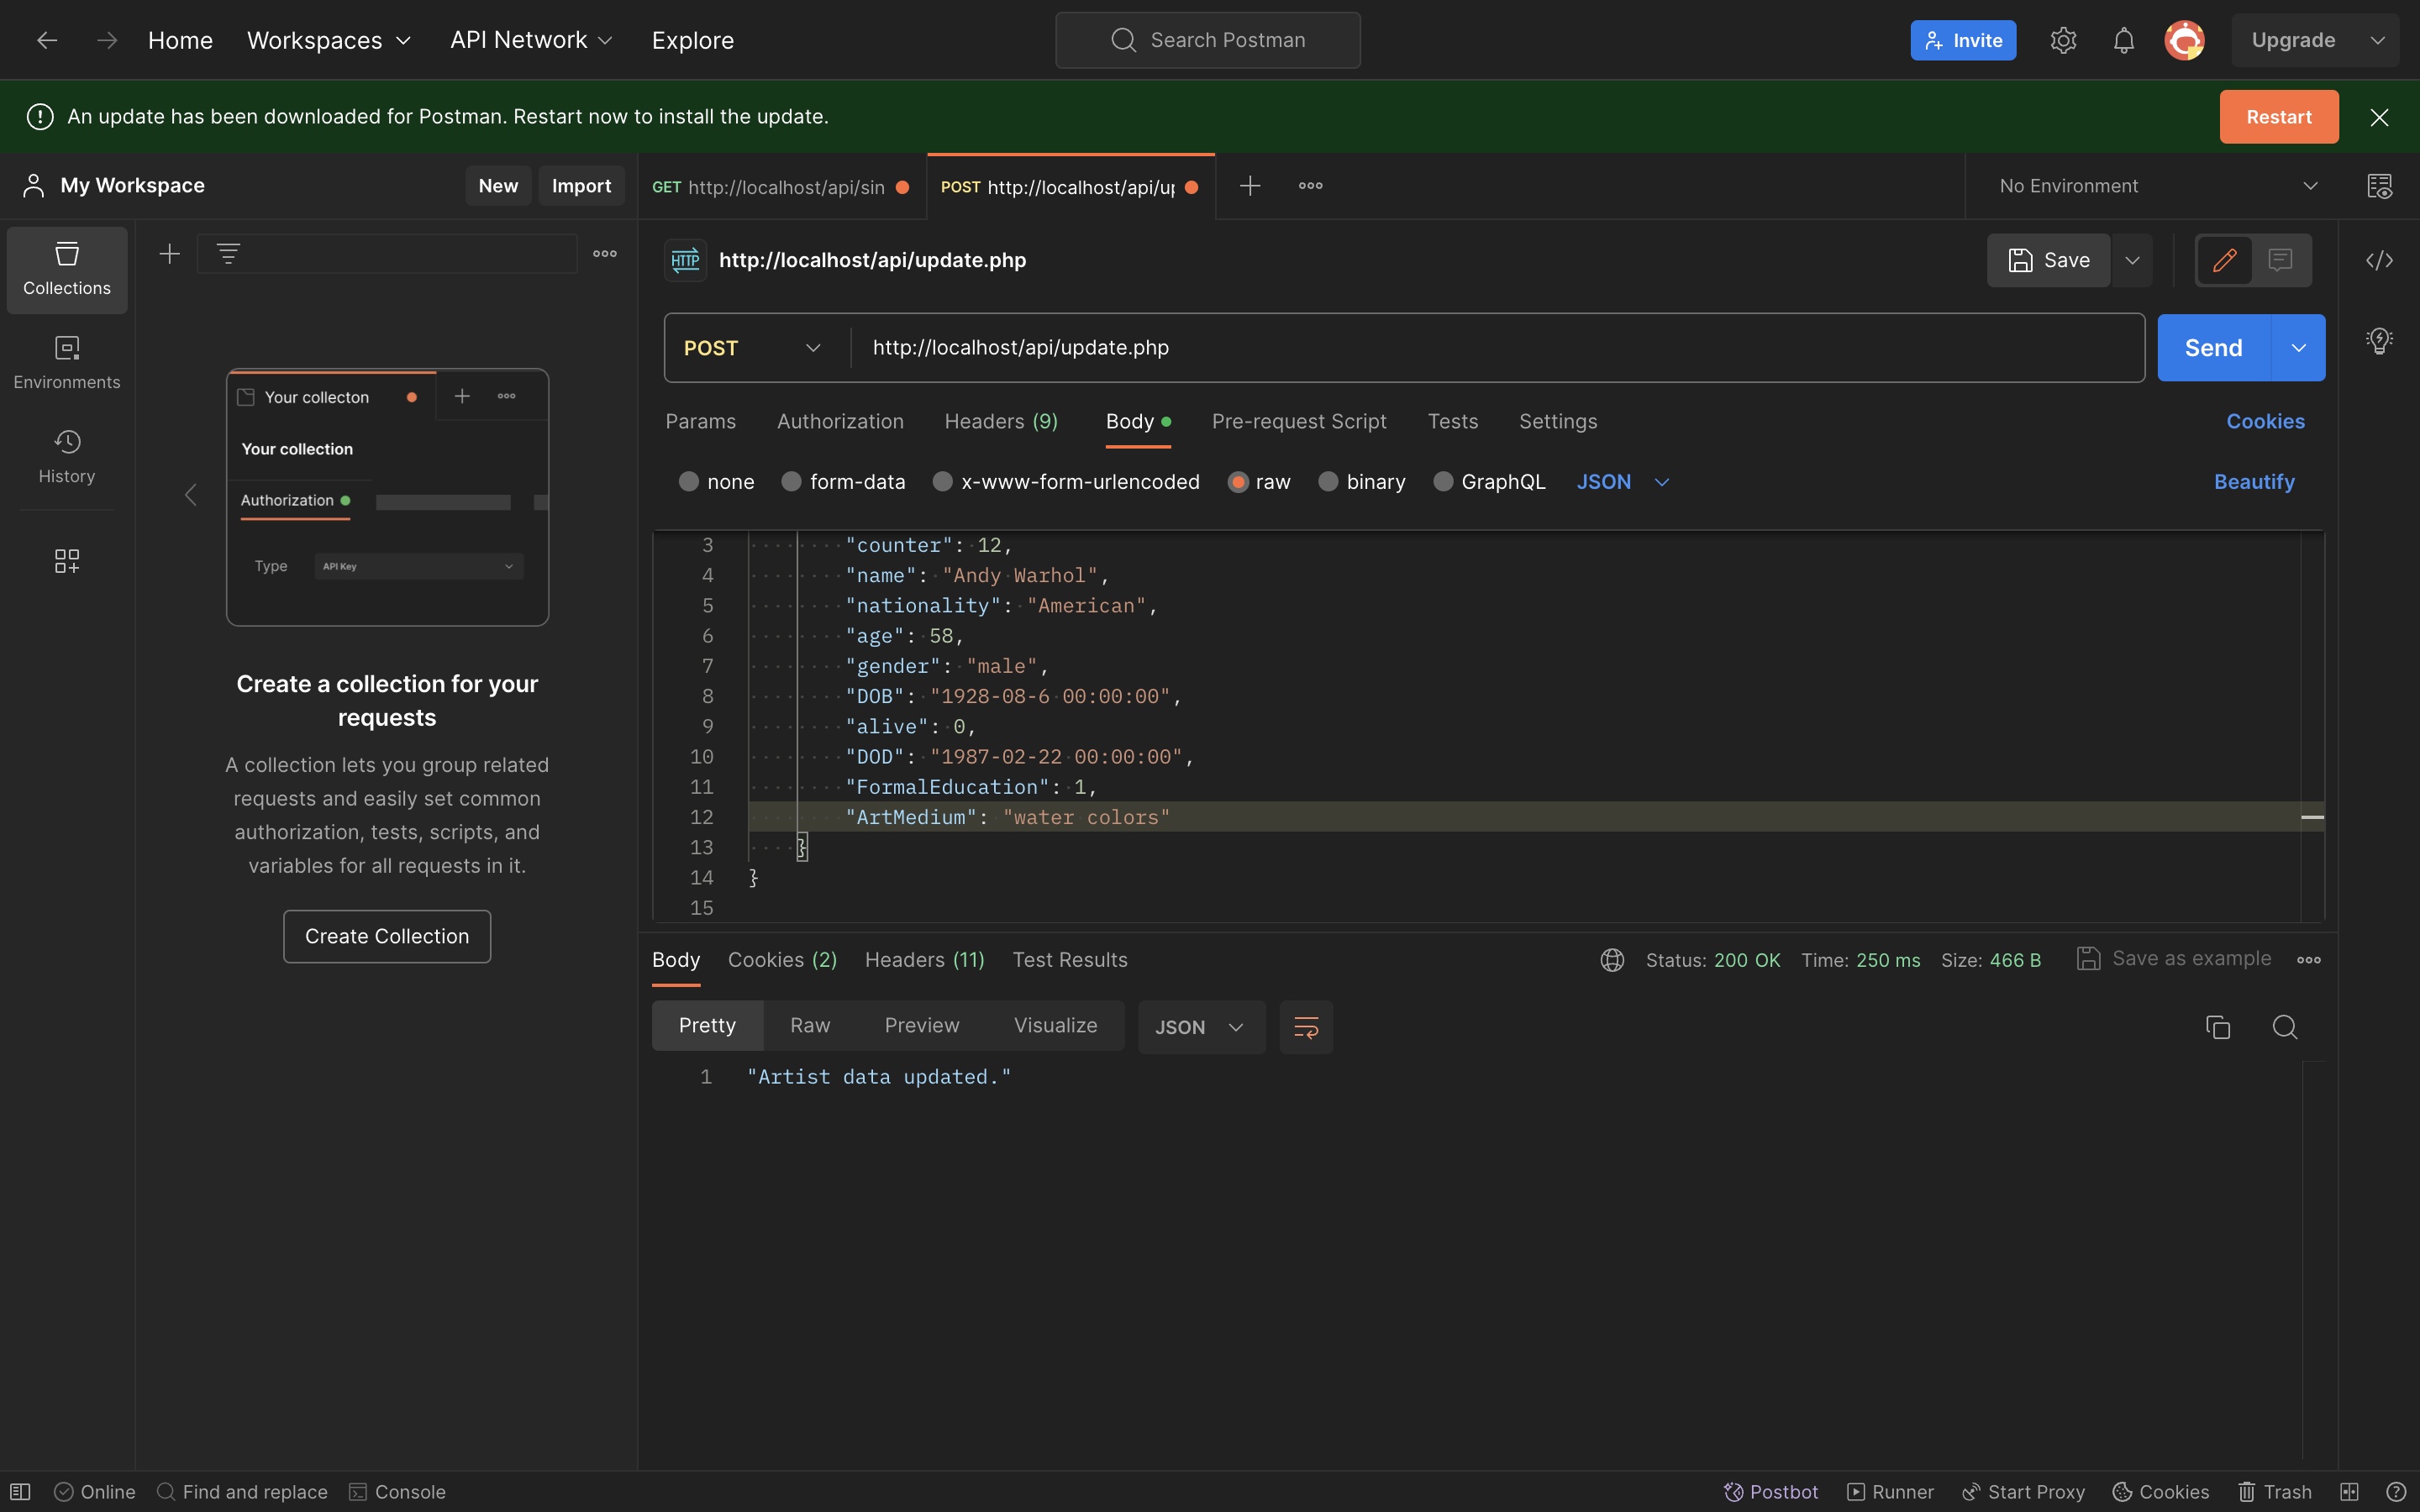 Home Workspaces API Network Explore Search Postman Invite Upgrade
An update has been downloaded for Postman. Restart now to install the update. Restart
My Workspace New Import GET http://localhost/api/sin POST http://localhost/api/up No Environment
Collections
Environments
History
Your collecton
Your collection
Authorization
Type API Key
Create a collection for your
requests
A collection lets you group related
requests and easily set common
authorization, tests, scripts, and
variables for all requests in it.
Create Collection
HTTP http://localhost/api/update.php Save
POST http://localhost/api/update.php Send
Params Authorization Headers (9) Body Pre-request Script Tests Settings Cookies
none form-data x-www-form-urlencoded raw binary GraphQL JSON Beautify
3 "counter": 12,
4 "name": "Andy Warhol",
5 "nationality": "American",
6 "age": 58,
7 "gender": "male",
8 "DOB": "1928-08-6 00:00:00",
9 "alive": 0,
10 "DOD": "1987-02-22 00:00:00",
11 "FormalEducation": 1,
12 "ArtMedium": "water colors"
13 }
14 }
15
Body Cookies (2) Headers (11) Test Results Status: 200 OK Time: 250 ms Size: 466 B Save as example
Pretty Raw Preview Visualize JSON
1 "Artist data updated."
Online Find and replace Console Postbot Runner Start Proxy Cookies Trash